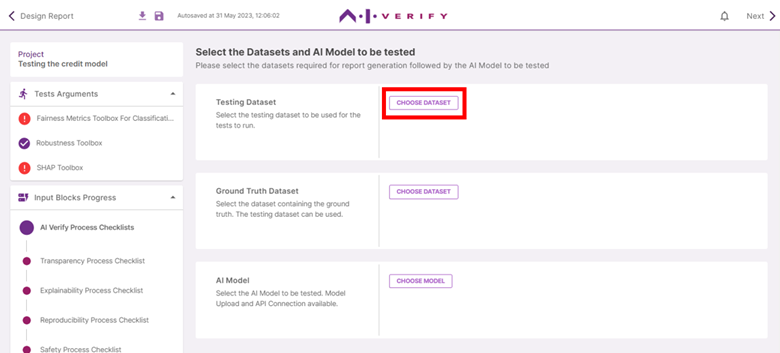 Design Report
Autosaved at 31 May 2023, 12:06:02
VERIFY
Next
Project
Testing the credit model
Tests Arguments
Fairness Metrics Toolbox For Classificati...
Robustness Toolbox
SHAP Toolbox
Input Blocks Progress
AI Verify Process Checklists
Transparency Process Checklist
Explainability Process Checklist
Reproducibility Process Checklist
Safety Process Checklist
Select the Datasets and AI Model to be tested
Please select the datasets required for report generation followed by the AI Model to be tested
Testing Dataset
Select the testing dataset to be used for the
tests to run.
CHOOSE DATASET
Ground Truth Dataset
Select the dataset containing the ground
truth. The testing dataset can be used.
CHOOSE DATASET
AI Model
Select the AI Model to be tested. Model
Upload and API Connection available.
CHOOSE MODEL